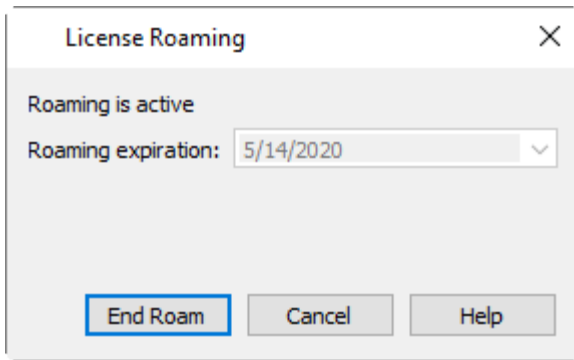 License Roaming
Roaming is active
Roaming expiration: 5/14/2020
End Roam Cancel Help